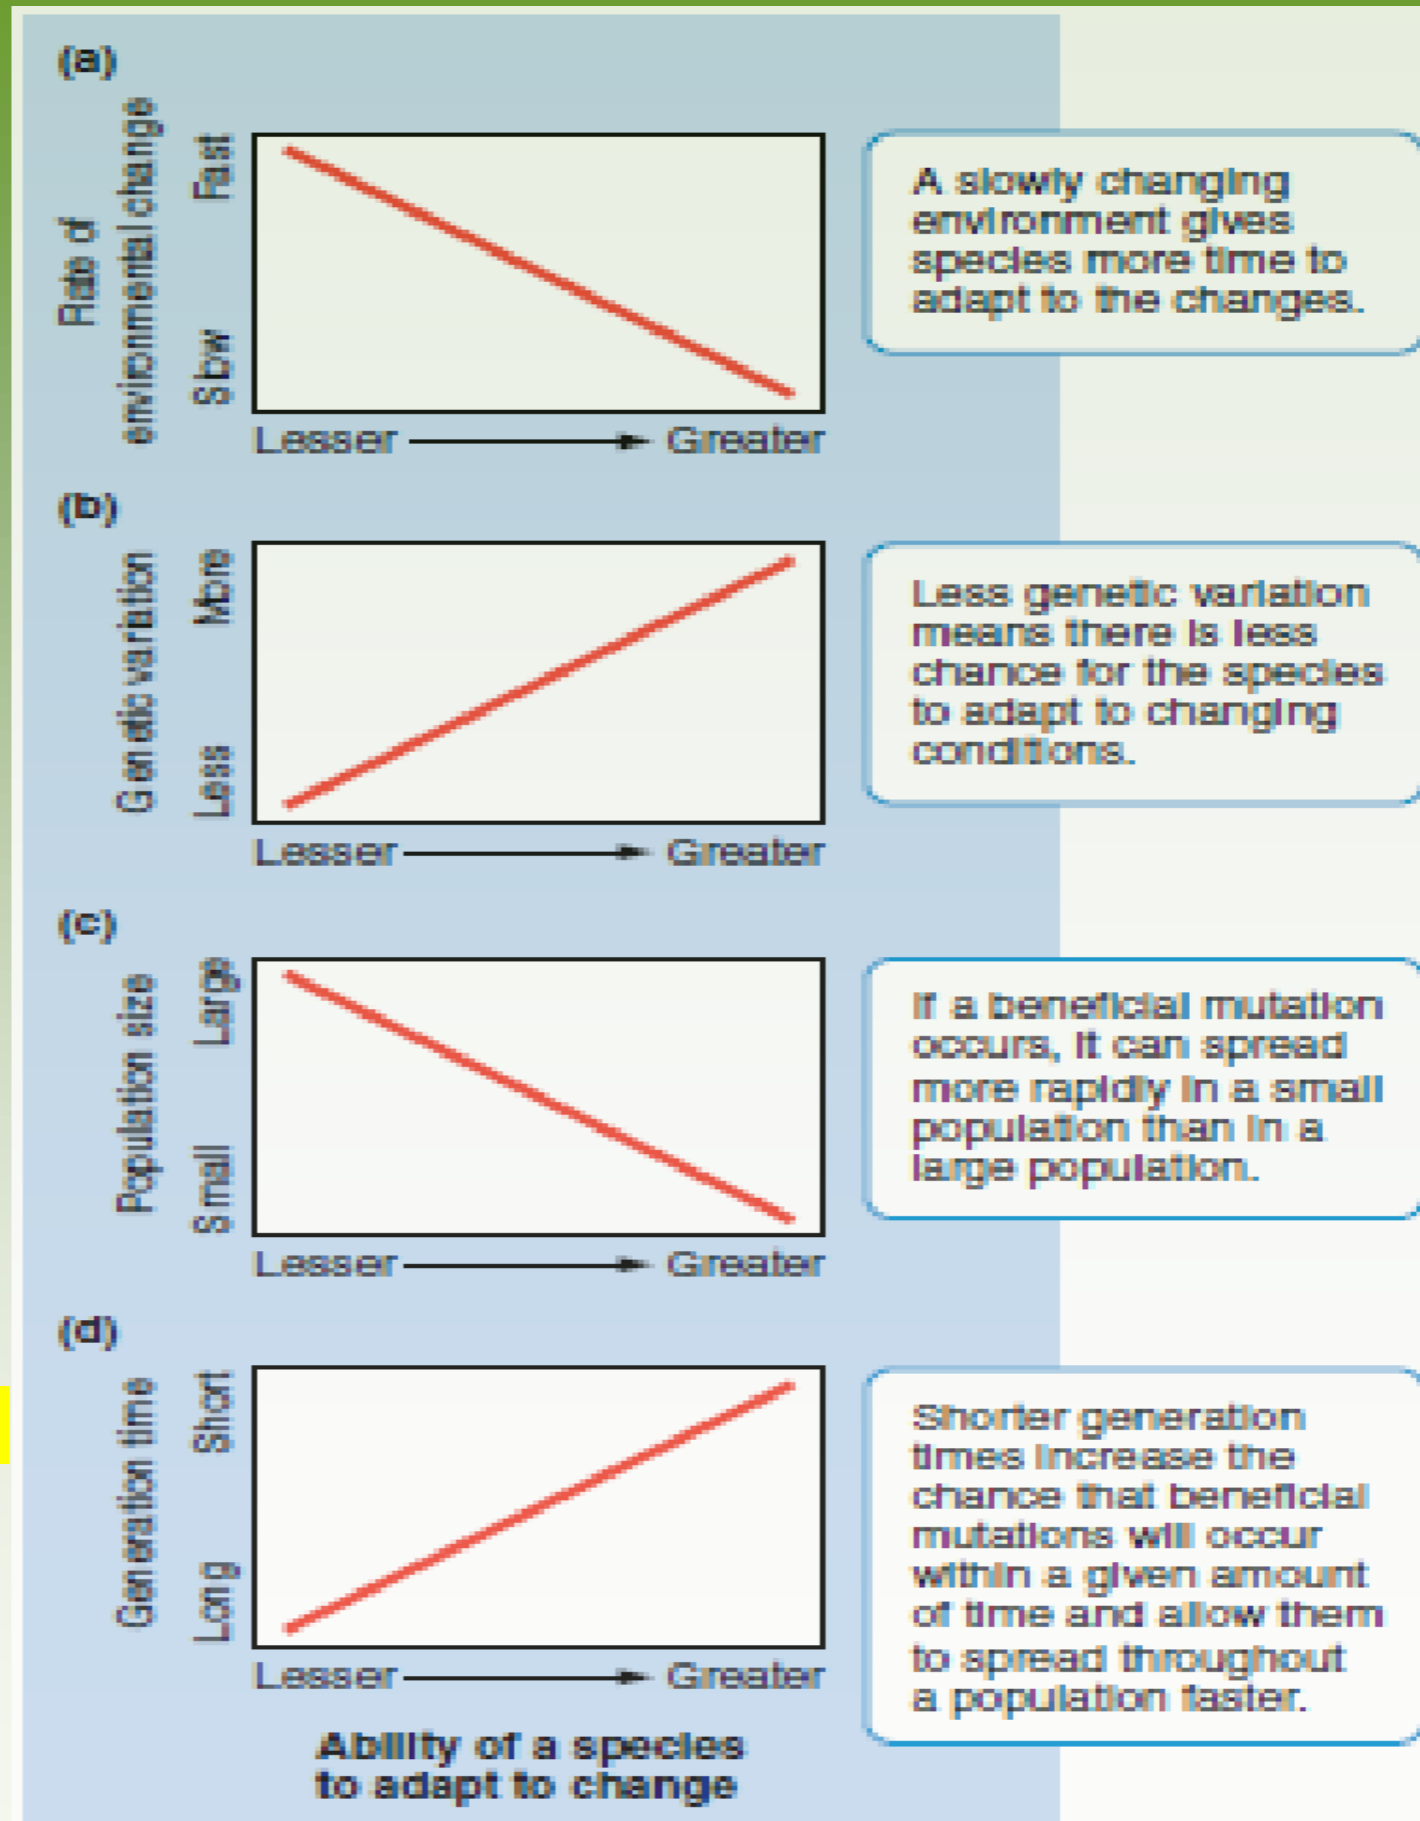 (a)
Rate of
environmental change
Fast
Slow
Lesser
Greater
A slowly changing
environment gives
species more time to
adapt to the changes.
(b)
Genetic variation
More
Less
Lesser
Greater
Less genetic variation
means there is less
chance for the species
to adapt to changing
conditions.
(c)
Population size
Large
Small
Lesser
Greater
If a beneficial mutation
occurs, it can spread
more rapidly in a small
population than in a
large population.
(d)
Generation time
Short
Long
Lesser
Greater
Shorter generation
times increase the
chance that beneficial
mutations will occur
within a given amount
of time and allow them
to spread throughout
a population faster.
Ability of a species
to adapt to change